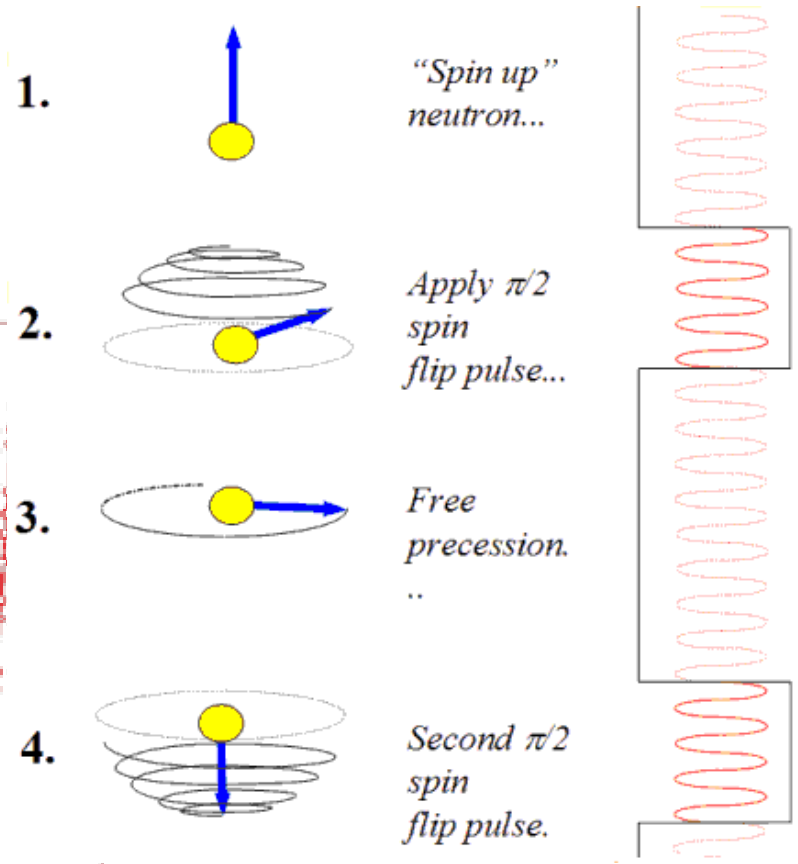 1.
“Spin up”
neutron...
2.
Apply π/2
spin
flip pulse...
3.
Free
precession.
..
4.
Second π/2
spin
flip pulse.